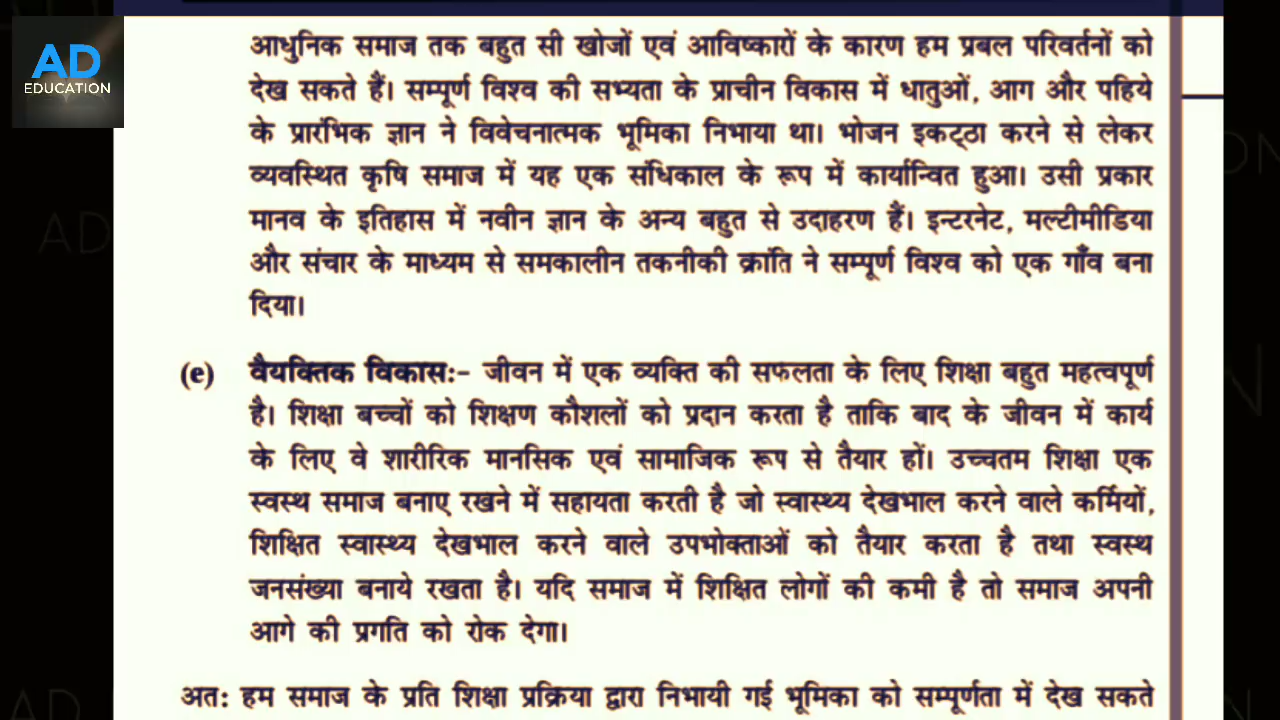 AD
EDUCATION
आधुनिक समाज तक बहुत सी खोजों एवं आविष्कारों के कारण हम प्रबल परिवर्तनों को
देख सकते हैं। सम्पूर्ण विश्व की सभ्यता के प्राचीन विकास में धातुओं, आग और पहिये
के प्रारंभिक ज्ञान ने विवेचनात्मक भूमिका निभाया था। भोजन इकट्ठा करने से लेकर
व्यवस्थित कृषि समाज में यह एक संधिकाल के रूप में कार्यान्वित हुआ। उसी प्रकार
मानव के इतिहास में नवीन ज्ञान के अन्य बहुत से उदाहरण हैं। इन्टरनेट, मल्टीमीडिया
और संचार के माध्यम से समकालीन तकनीकी क्रांति ने सम्पूर्ण विश्व को एक गाँव बना
दिया।
(e) वैयक्तिक विकास:- जीवन में एक व्यक्ति की सफलता के लिए शिक्षा बहुत महत्वपूर्ण
है। शिक्षा बच्चों को शिक्षण कौशलों को प्रदान करता है ताकि बाद के जीवन में कार्य
के लिए वे शारीरिक मानसिक एवं सामाजिक रूप से तैयार हों। उच्चतम शिक्षा एक
स्वस्थ समाज बनाए रखने में सहायता करती है जो स्वास्थ्य देखभाल करने वाले कर्मियों,
शिक्षित स्वास्थ्य देखभाल करने वाले उपभोक्ताओं को तैयार करता है तथा स्वस्थ
जनसंख्या बनाये रखता है। यदि समाज में शिक्षित लोगों की कमी है तो समाज अपनी
आगे की प्रगति को रोक देगा।
अत: हम समाज के प्रति शिक्षा प्रक्रिया द्वारा निभायी गई भूमिका को सम्पूर्णता में देख सकते